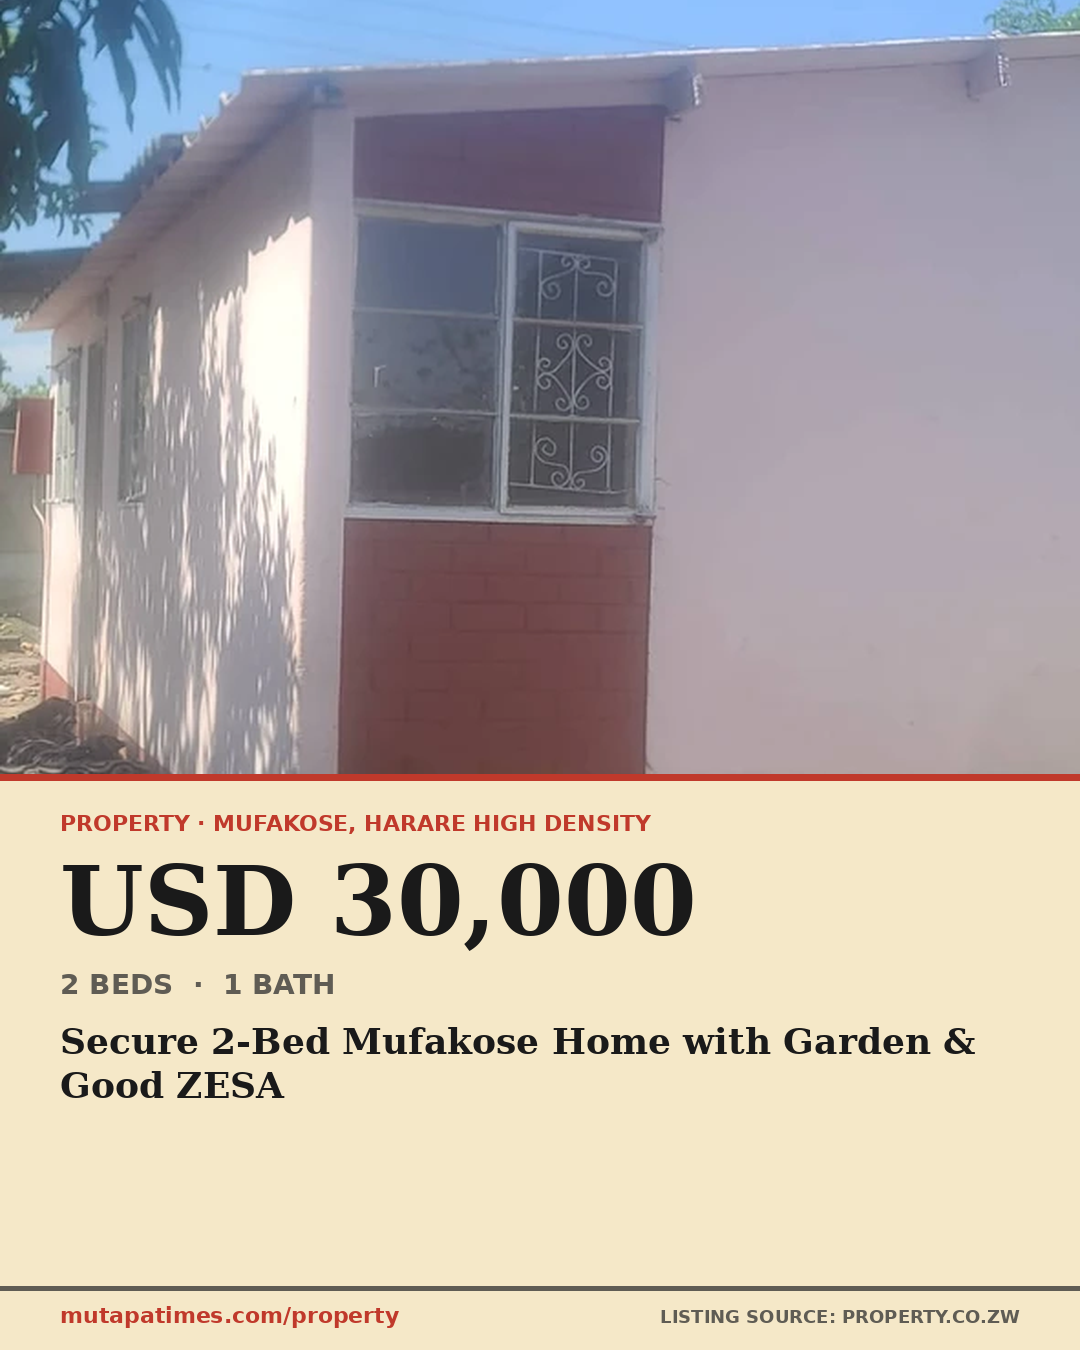 PROPERTY · MUFAKOSE, HARARE HIGH DENSITY
USD 30,000
2 BEDS · 1 BATH
Secure 2-Bed Mufakose Home with Garden &
Good ZESA
mutapatimes.com/property
LISTING SOURCE: PROPERTY.CO.ZW